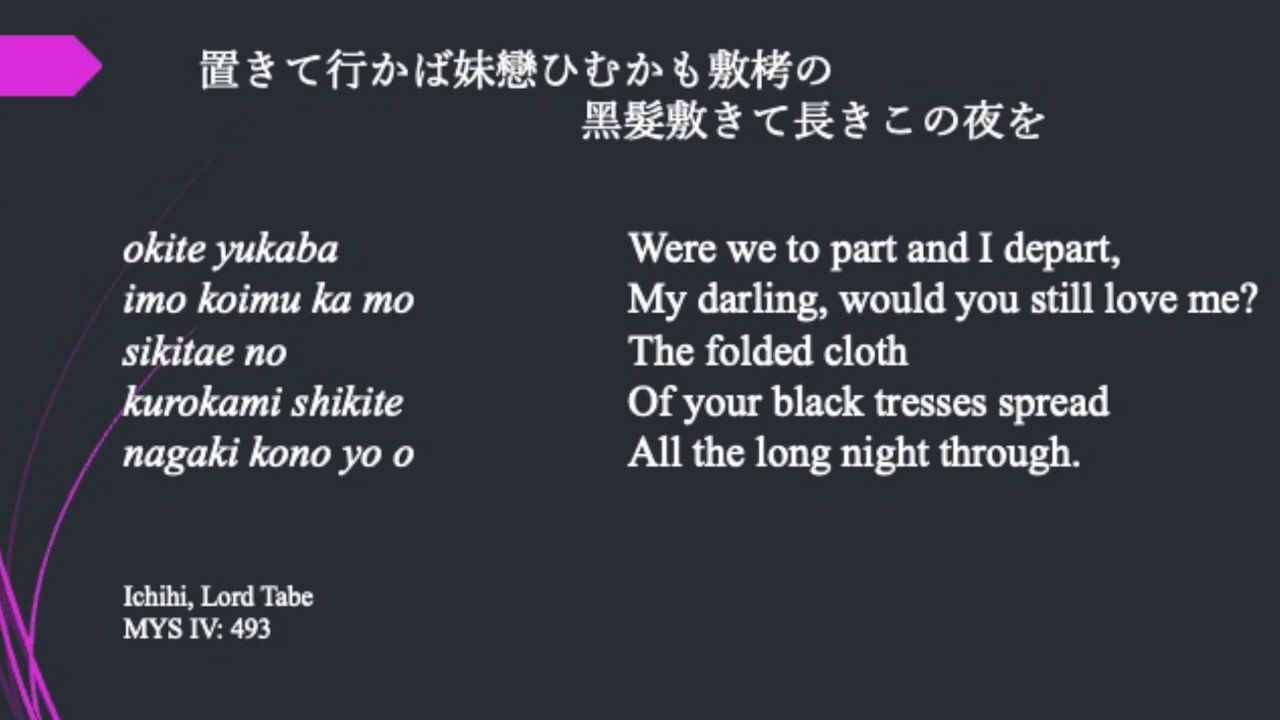 置きて行かば妹戀ひむかも敷栲の
黒髮敷きて長きこの夜を
okite yukaba
imo koimu ka mo
sikitae no
kurokami shikite
nagaki kono yo o
Were we to part and I depart,
My darling, would you still love me?
The folded cloth
Of your black tresses spread
All the long night through.
Ichihi, Lord Tabe
MYS IV: 493